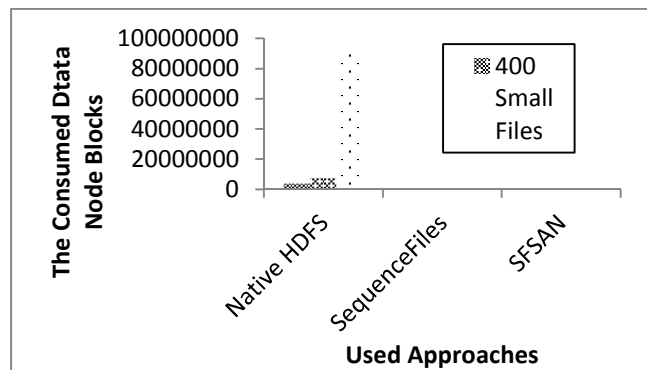 The Consumed Dtata
Node Blocks
100000000
80000000
60000000
40000000
20000000
0
400
Small
Files
Native HDFS
SequenceFiles
SFSAN
Used Approaches